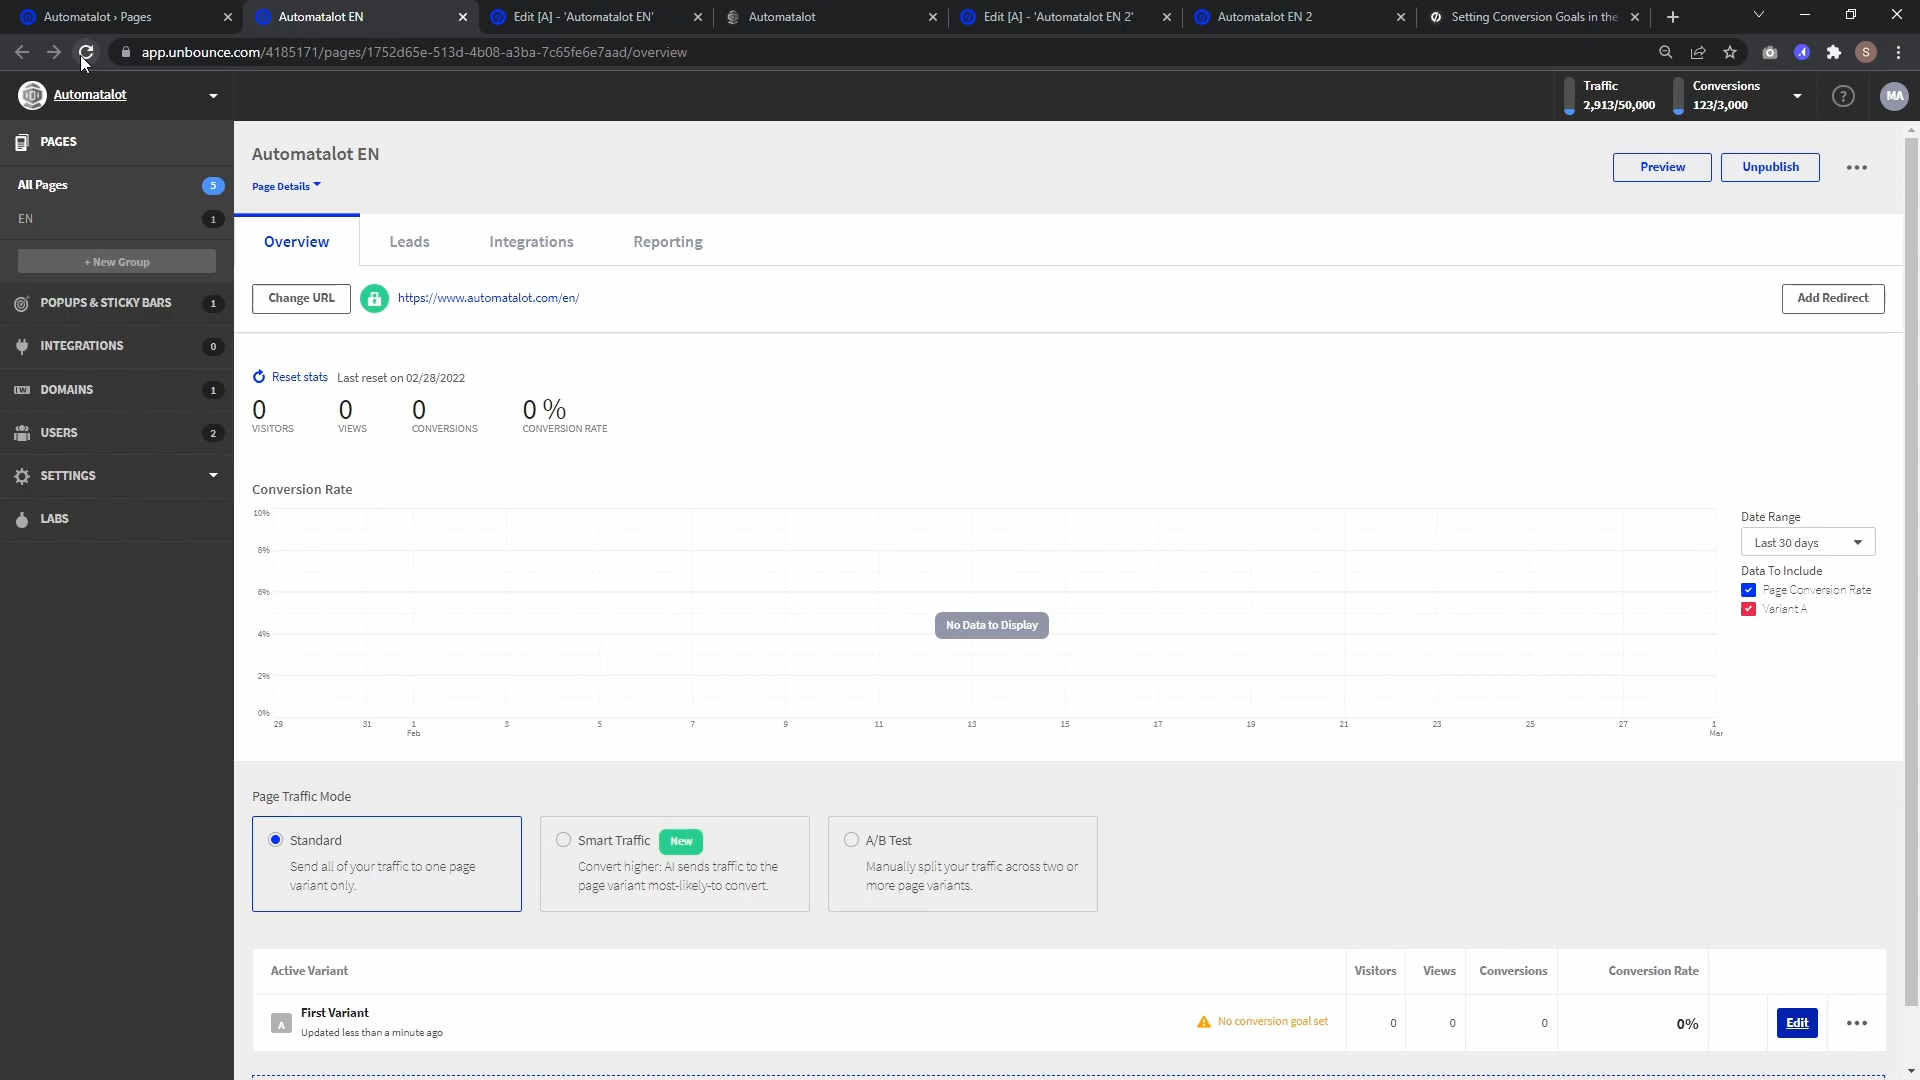 Automatalot › Pages
Automatalot EN
Edit [A] - 'Automatalot EN'
Automatalot
Edit [A] - 'Automatalot EN 2'
Automatalot EN 2
Setting Conversion Goals in the
app.unbounce.com/4185171/pages/1752d65e-513d-4b08-a3ba-7c65fe6e7aad/overview
S
Automatalot
Traffic
2,913/50,000
Conversions
123/3,000
?
MA
PAGES
All Pages 5
EN 1
+ New Group
POPUPS & STICKY BARS 1
INTEGRATIONS 0
DOMAINS 1
USERS 2
SETTINGS
LABS
Automatalot EN
Page Details
Preview
Unpublish
Overview
Leads
Integrations
Reporting
Change URL
https://www.automatalot.com/en/
Add Redirect
Reset stats Last reset on 02/28/2022
0 0 0 0 %
VISITORS VIEWS CONVERSIONS CONVERSION RATE
Conversion Rate
10%
8%
6%
4%
2%
0%
29 31 1 3 5 7 9 11 13 15 17 19 21 23 25 27 1
Feb Mar
No Data to Display
Date Range
Last 30 days
Data To Include
Page Conversion Rate
Variant A
Page Traffic Mode
Standard
Send all of your traffic to one page
variant only.
Smart Traffic New
Convert higher: AI sends traffic to the
page variant most-likely-to convert.
A/B Test
Manually split your traffic across two or
more page variants.
Active Variant Visitors Views Conversions Conversion Rate
A
First Variant
Updated less than a minute ago
No conversion goal set 0 0 0 0% Edit